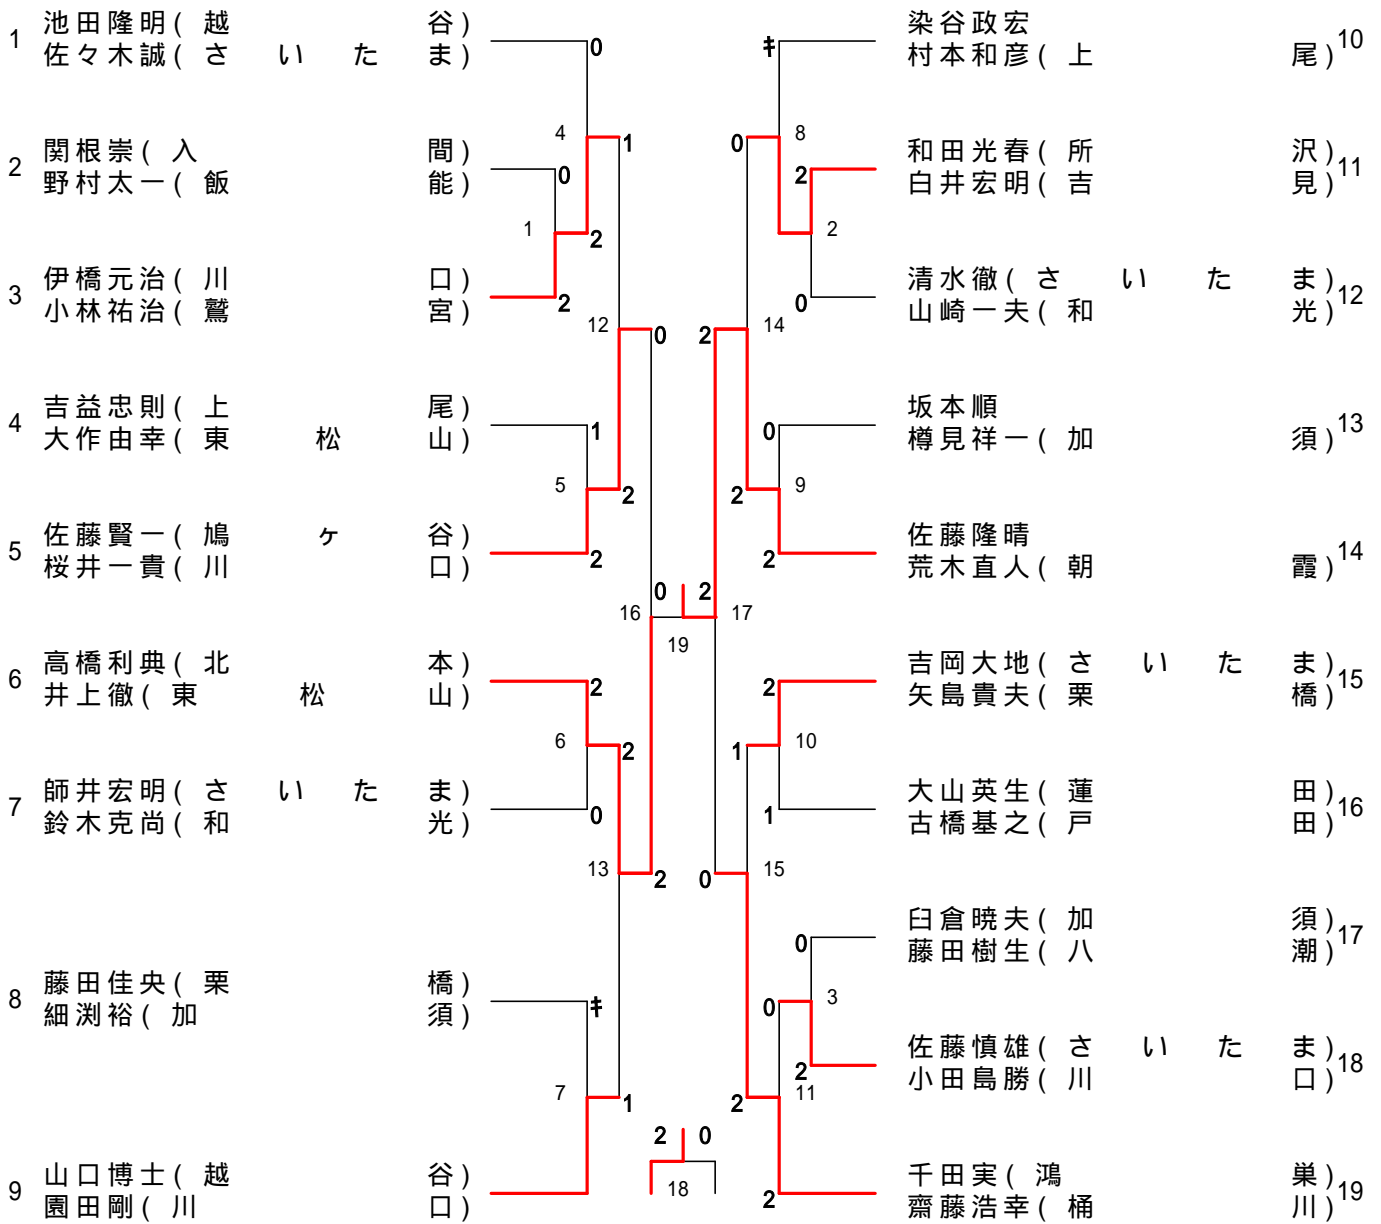 1
池田隆明(越谷)
佐々木誠(さいたま)
2
関根崇(入間)
野村太一(飯能)
3
伊橋元治(川口)
小林祐治(鷲宮)
4
吉益忠則(上尾)
大作由幸(東松山)
5
佐藤賢一(鳩ヶ谷)
桜井一貴(川口)
6
高橋利典(北本)
井上徹(東松山)
7
師井宏明(さいたま)
鈴木克尚(和光)
8
藤田佳央(栗橋)
細渕裕(加須)
9
山口博士(越谷)
園田剛(川口)
0
4
1
0
1
2
2
12
0
1
5
2
2
16
0
2
19
2
6
2
0
13
2
キ
7
1
2
0
18
キ
0
8
2
2
0
2
14
0
2
9
2
17
2
1
10
1
0
15
0
0
3
2
2
11
2
染谷政宏
村本和彦(上尾)
10
和田光春(所沢)
白井宏明(吉見)
11
清水徹(さいたま)
山崎一夫(和光)
12
坂本順
樽見祥一(加須)
13
佐藤隆晴
荒木直人(朝霞)
14
吉岡大地(さいたま)
矢島貴夫(栗橋)
15
大山英生(蓮田)
古橋基之(戸田)
16
臼倉暁夫(加須)
藤田樹生(八潮)
17
佐藤慎雄(さいたま)
小田島勝(川口)
18
千田実(鴻巣)
齋藤浩幸(桶川)
19